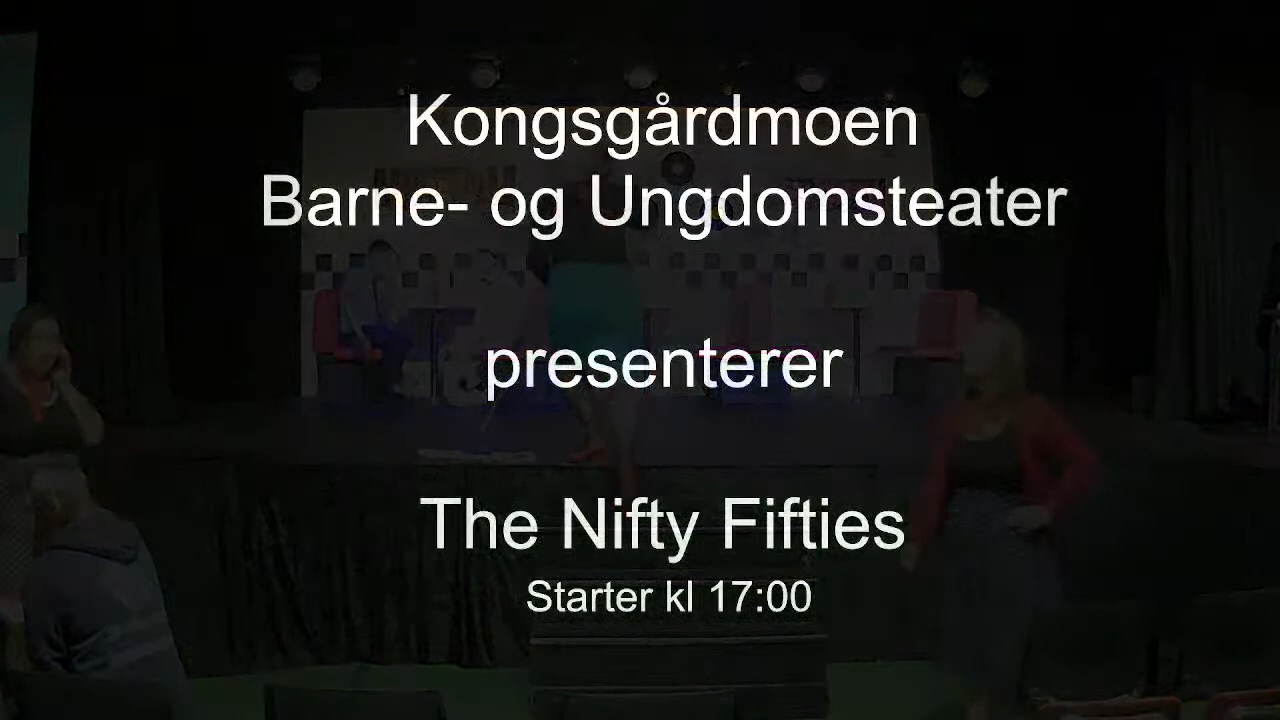 Kongsgårdmoen
Barne- og Ungdomsteater
presenterer
The Nifty Fifties
Starter kl 17:00